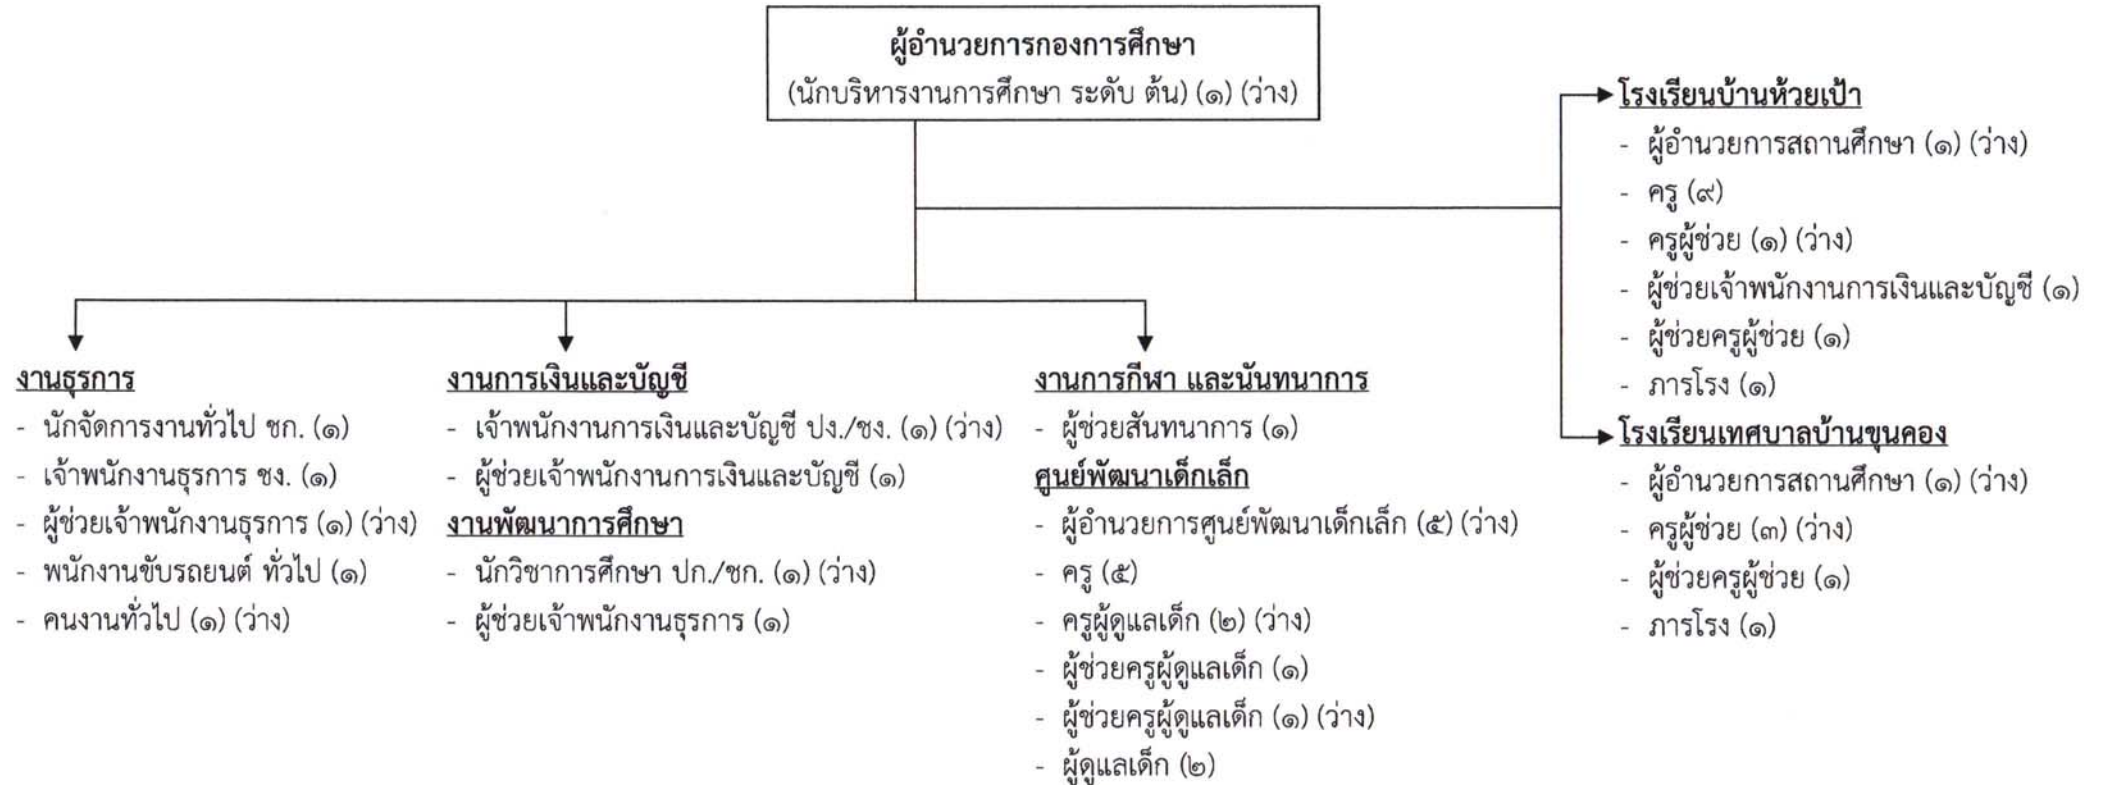 ผู้อำนวยการกองการศึกษา
(นักบริหารงานการศึกษา ระดับ ต้น) (๑) (ว่าง)
งานธุรการ
- นักจัดการงานทั่วไป ชก. (๑)
- เจ้าพนักงานธุรการ ชง. (๑)
- ผู้ช่วยเจ้าพนักงานธุรการ (๑) (ว่าง)
- พนักงานขับรถยนต์ ทั่วไป (๑)
- คนงานทั่วไป (๑) (ว่าง)
งานการเงินและบัญชี
- เจ้าพนักงานการเงินและบัญชี ปง./ชง. (๑) (ว่าง)
- ผู้ช่วยเจ้าพนักงานการเงินและบัญชี (๑)
งานพัฒนาการศึกษา
- นักวิชาการศึกษา ปก./ชก. (๑) (ว่าง)
- ผู้ช่วยเจ้าพนักงานธุรการ (๑)
งานการกีฬา และนันทนาการ
- ผู้ช่วยสันทนาการ (๑)
ศูนย์พัฒนาเด็กเล็ก
- ผู้อำนวยการศูนย์พัฒนาเด็กเล็ก (๕) (ว่าง)
- ครู (๕)
- ครูผู้ดูแลเด็ก (๒) (ว่าง)
- ผู้ช่วยครูผู้ดูแลเด็ก (๑)
- ผู้ช่วยครูผู้ดูแลเด็ก (๑) (ว่าง)
- ผู้ดูแลเด็ก (๒)
โรงเรียนบ้านห้วยเป้า
- ผู้อำนวยการสถานศึกษา (๑) (ว่าง)
- ครู (๙)
- ครูผู้ช่วย (๑) (ว่าง)
- ผู้ช่วยเจ้าพนักงานการเงินและบัญชี (๑)
- ผู้ช่วยครูผู้ช่วย (๑)
- ภารโรง (๑)
โรงเรียนเทศบาลบ้านขุนคอง
- ผู้อำนวยการสถานศึกษา (๑) (ว่าง)
- ครูผู้ช่วย (๓) (ว่าง)
- ผู้ช่วยครูผู้ช่วย (๑)
- ภารโรง (๑)